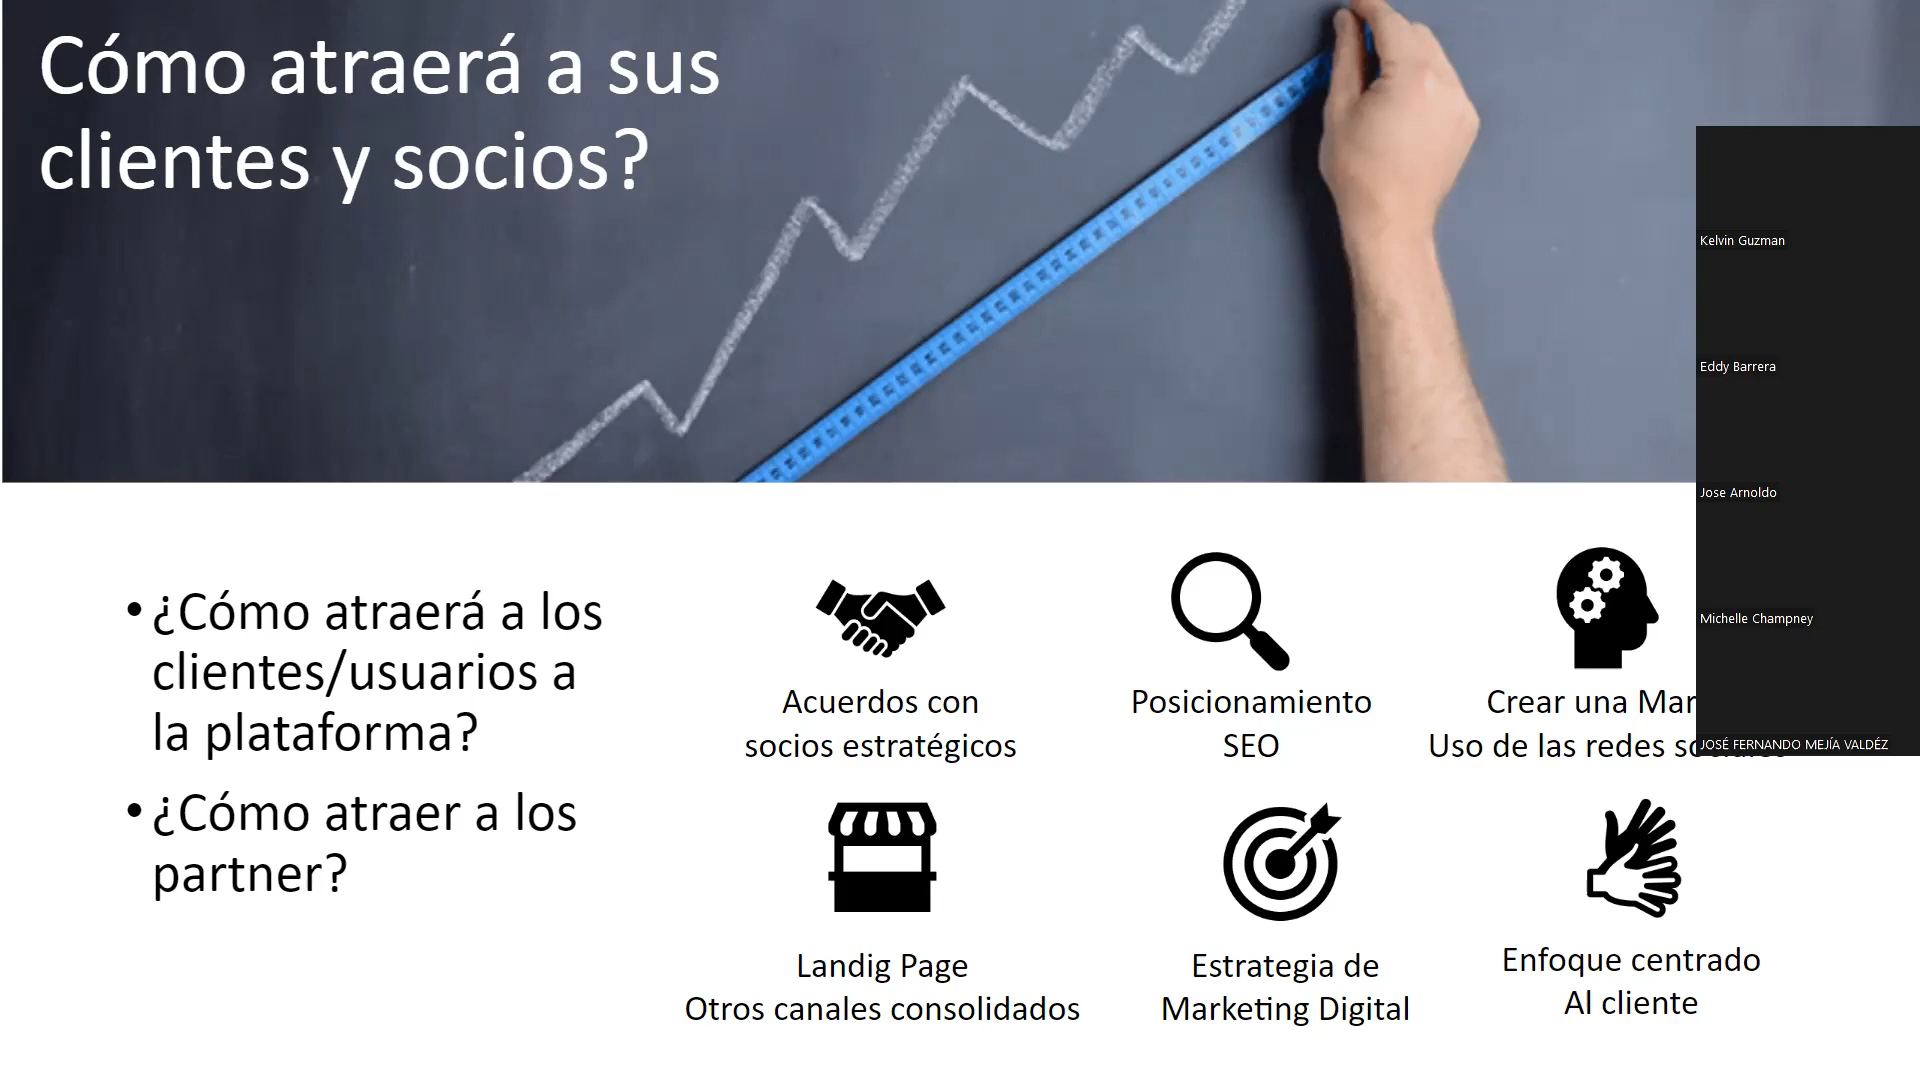 Cómo atraerá a sus
clientes y socios?
Kelvin Guzman
Eddy Barrera
Jose Arnoldo
Michelle Champney
JOSÉ FERNANDO MEJÍA VALDÉZ
• ¿Cómo atraerá a los
clientes/usuarios a
la plataforma?
• ¿Cómo atraer a los
partner?
Acuerdos con
socios estratégicos
Posicionamiento
SEO
Crear una
Uso de las redes
Landig Page
Otros canales consolidados
Estrategia de
Marketing Digital
Enfoque centrado
Al cliente